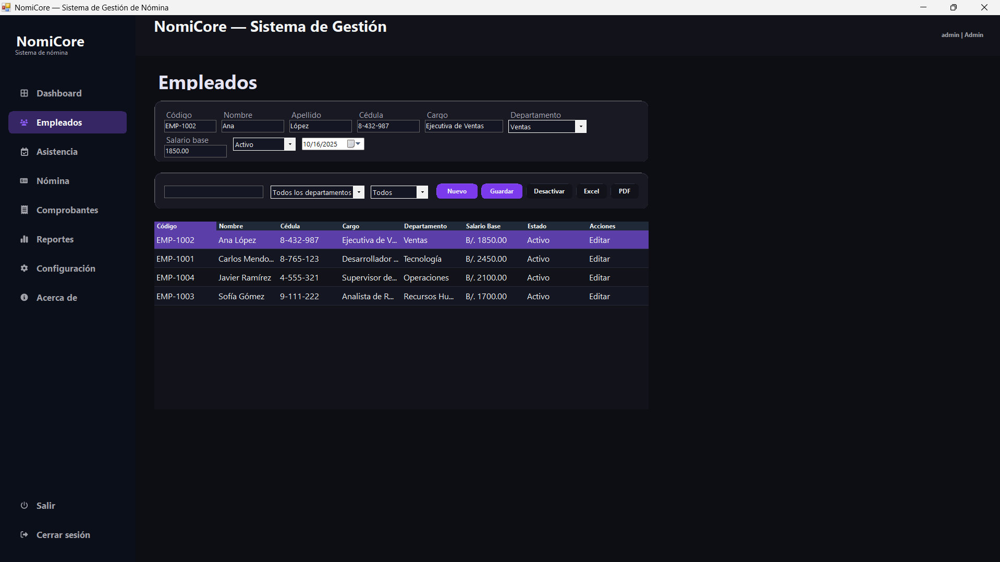 NomiCore — Sistema de Gestión de Nómina
NomiCore
Sistema de nómina
Dashboard
Empleados
Asistencia
Nómina
Comprobantes
Reportes
Configuración
Acerca de
Salir
Cerrar sesión
NomiCore — Sistema de Gestión
admin | Admin
Empleados
Código Nombre Apellido Cédula Cargo Departamento
EMP-1002 Ana López 8-432-987 Ejecutiva de Ventas Ventas
Salario base
1850.00 Activo 10/16/2025
Todos los departamentos Todos Nuevo Guardar Desactivar Excel PDF
Código Nombre Cédula Cargo Departamento Salario Base Estado Acciones
EMP-1002 Ana López 8-432-987 Ejecutiva de V... Ventas B/. 1850.00 Activo Editar
EMP-1001 Carlos Mendo... 8-765-123 Desarrollador ... Tecnología B/. 2450.00 Activo Editar
EMP-1004 Javier Ramírez 4-555-321 Supervisor de... Operaciones B/. 2100.00 Activo Editar
EMP-1003 Sofía Gómez 9-111-222 Analista de R... Recursos Hu... B/. 1700.00 Activo Editar